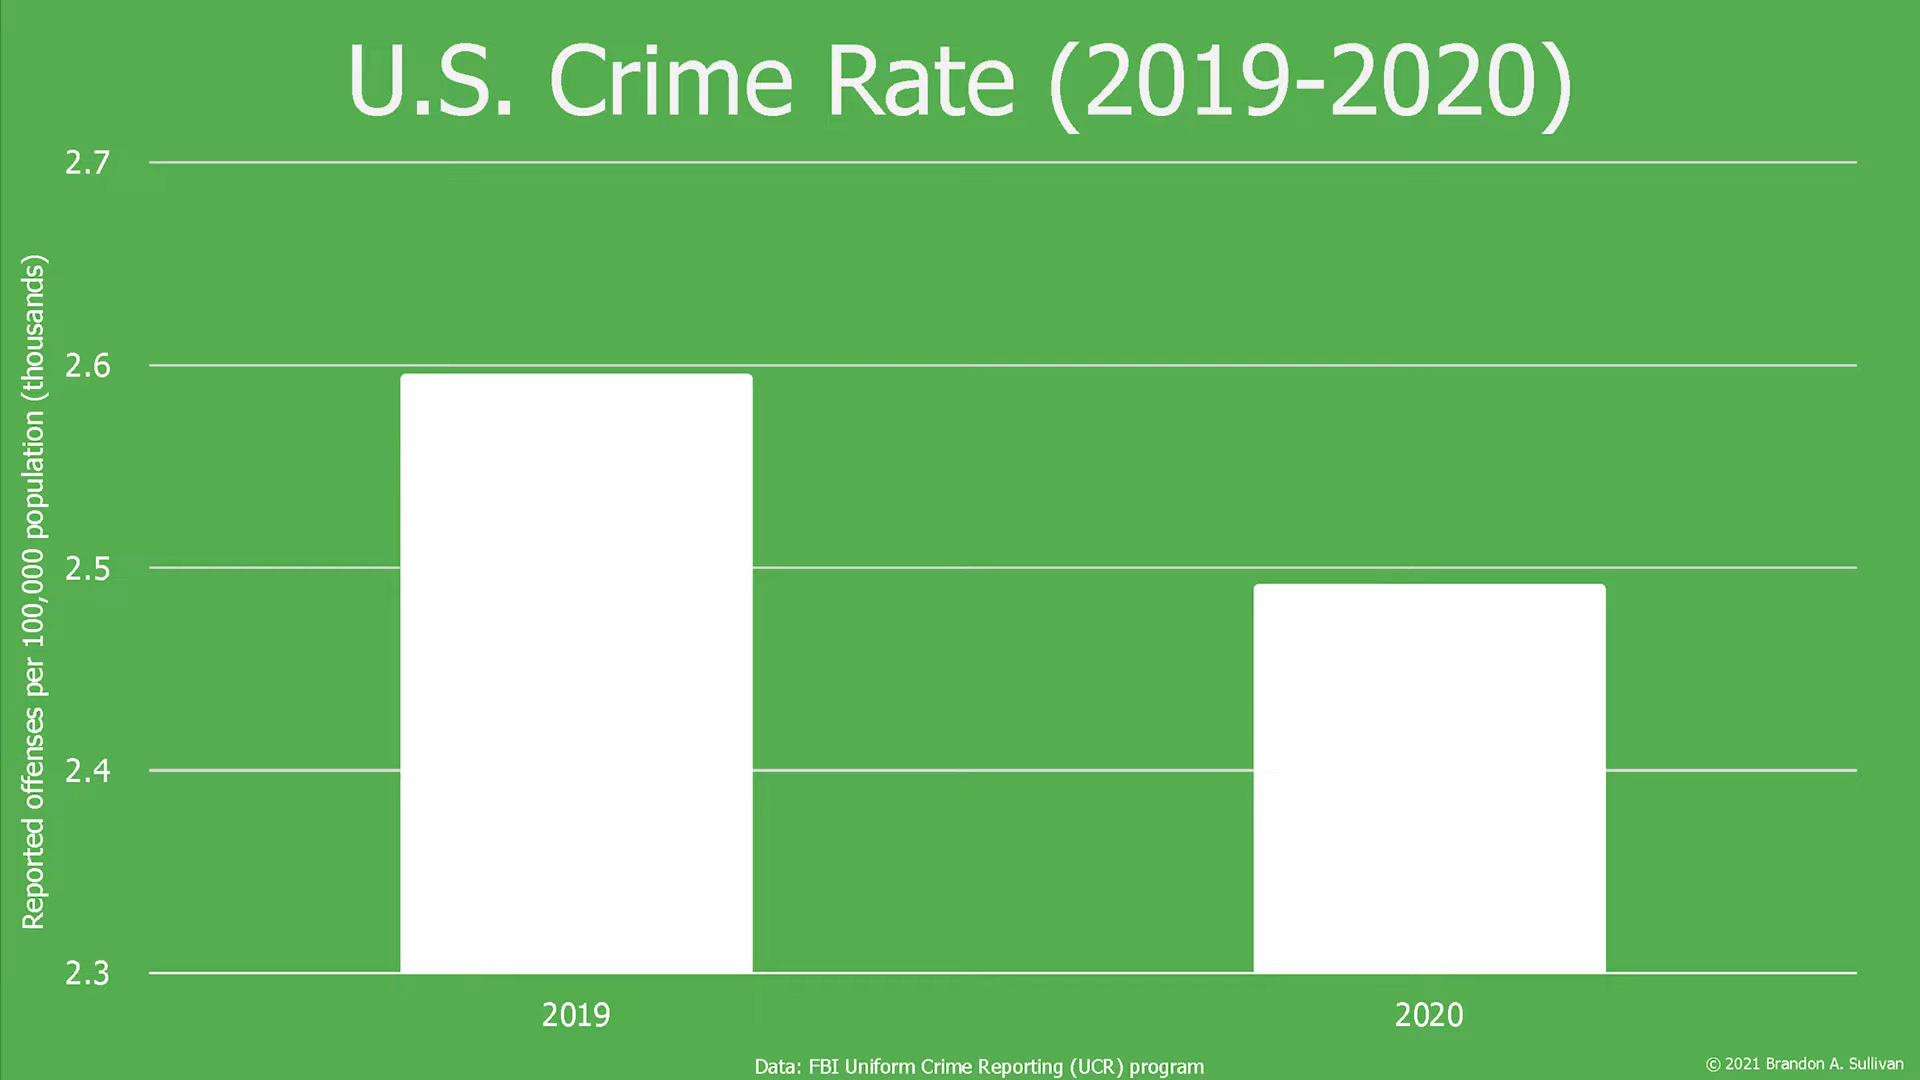 U.S. Crime Rate (2019-2020)
Reported offenses per 100,000 population (thousands)
2.7
2.6
2.5
2.4
2.3
2019
2020
Data: FBI Uniform Crime Reporting (UCR) program
© 2021 Brandon A. Sullivan